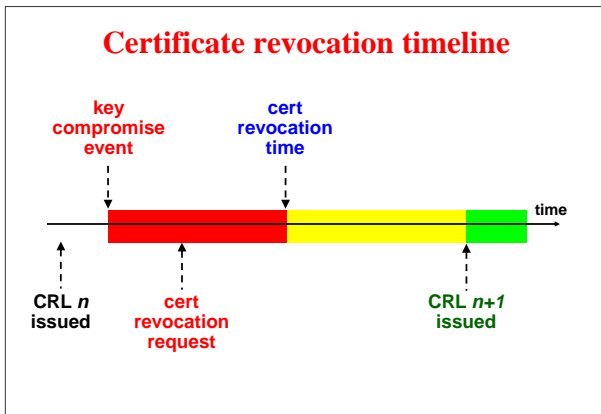 Certificate revocation timeline
key
compromise
event
cert
revocation
time
time
CRL n
issued
cert
revocation
request
CRL n+1
issued